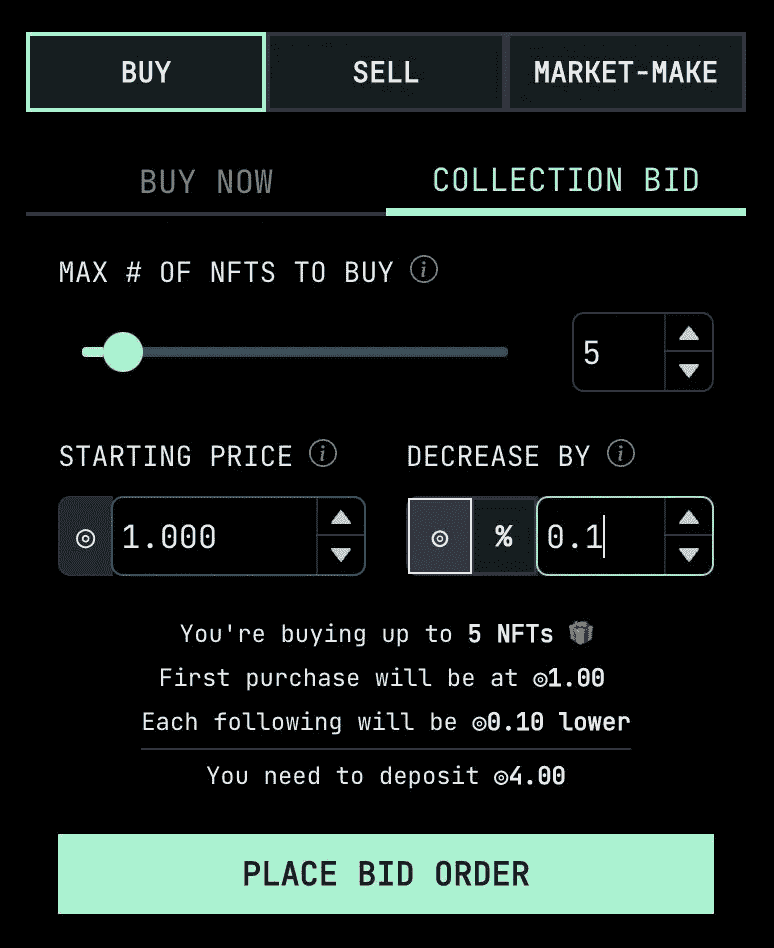 BUY SELL MARKET-MAKE
BUY NOW COLLECTION BID
MAX # OF NFTS TO BUY i
5
STARTING PRICE i DECREASE BY i
◎ 1.000 ◎ % 0.1
You're buying up to 5 NFTs
First purchase will be at ◎1.00
Each following will be ◎0.10 lower
You need to deposit ◎4.00
PLACE BID ORDER